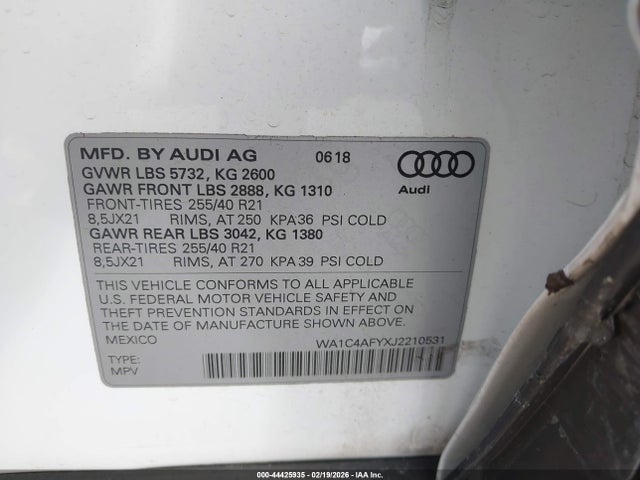 MFD. BY AUDI AG 0618
GVWR LBS 5732, KG 2600
GAWR FRONT LBS 2888, KG 1310
FRONT-TIRES 255/40 R21
8,5JX21 RIMS, AT 250 KPA36 PSI COLD
GAWR REAR LBS 3042, KG 1380
REAR-TIRES 255/40 R21
8,5JX21 RIMS, AT 270 KPA 39 PSI COLD
Audi
THIS VEHICLE CONFORMS TO ALL APPLICABLE
U.S. FEDERAL MOTOR VEHICLE SAFETY AND
THEFT PREVENTION STANDARDS IN EFFECT ON
THE DATE OF MANUFACTURE SHOWN ABOVE.
MEXICO WA1C4AFYXJ2210531
TYPE:
MPV
© 000-44425935 - 02/19/2026 - IAA Inc.